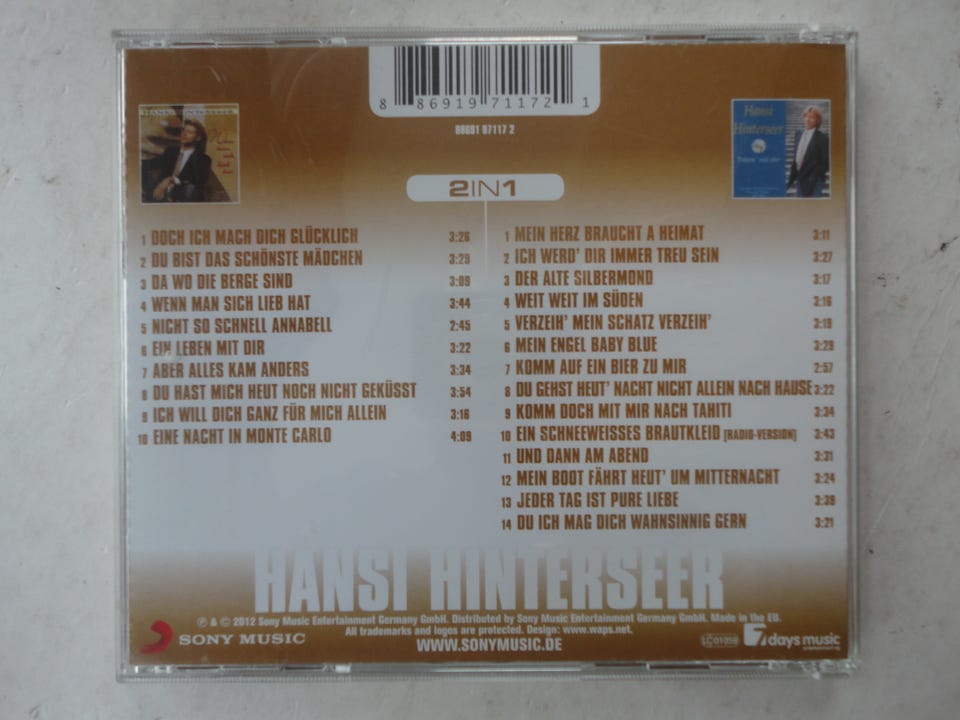 8 86919 71172 1
88691 97117 2
HANSI HINTERSEER
Hansi
Hinterseer
2IN1
1 DOCH ICH MACH DICH GLÜCKLICH 3:26
2 DU BIST DAS SCHÖNSTE MÄDCHEN 3:29
3 DA WO DIE BERGE SIND 3:09
4 WENN MAN SICH LIEB HAT 3:44
5 NICHT SO SCHNELL ANNABELL 2:45
6 EIN LEBEN MIT DIR 3:22
7 ABER ALLES KAM ANDERS 3:34
8 DU HAST MICH HEUT NOCH NICHT GEKÜSST 3:54
9 ICH WILL DICH GANZ FÜR MICH ALLEIN 3:16
10 EINE NACHT IN MONTE CARLO 4:09
1 MEIN HERZ BRAUCHT A HEIMAT 3:11
2 ICH WERD' DIR IMMER TREU SEIN 3:27
3 DER ALTE SILBERMOND 3:17
4 WEIT WEIT IM SÜDEN 3:16
5 VERZEIH' MEIN SCHATZ VERZEIH' 3:19
6 MEIN ENGEL BABY BLUE 3:29
7 KOMM AUF EIN BIER ZU MIR 2:57
8 DU GEHST HEUT' NACHT NICHT ALLEIN NACH HAUSE 3:22
9 KOMM DOCH MIT MIR NACH TAHITI 3:34
10 EIN SCHNEEWEISSES BRAUTKLEID [RADIO-VERSION] 3:43
11 UND DANN AM ABEND 3:31
12 MEIN BOOT FÄHRT HEUT' UM MITTERNACHT 3:24
13 JEDER TAG IST PURE LIEBE 3:39
14 DU ICH MAG DICH WAHNSINNIG GERN 3:21
HANSI HINTERSEER
℗ & © 2012 Sony Music Entertainment Germany GmbH. Distributed by Sony Music Entertainment Germany GmbH. Made in the EU.
All trademarks and logos are protected. Design: www.waps.net.
WWW.SONYMUSIC.DE
SONY MUSIC
7days music